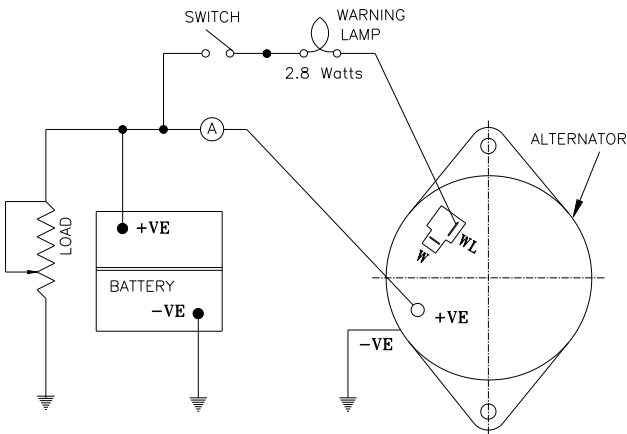 SWITCH
WARNING
LAMP
2.8 Watts
A
ALTERNATOR
LOAD
+VE
BATTERY
-VE
W
WL
+VE
-VE